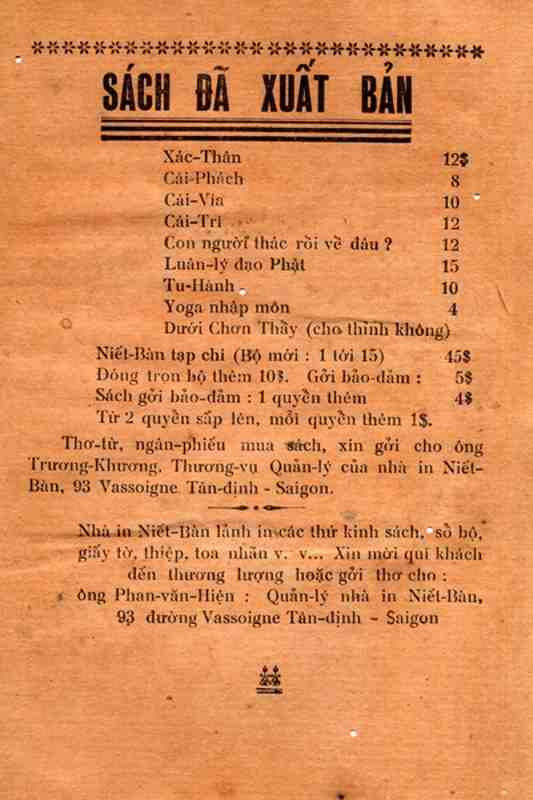 SÁCH ĐÃ XUẤT BẢN
Xác-Thân 12$
Cái-Phách 8
Cái-Vía 10
Cái-Trí 12
Con người thác rồi về đâu ? 12
Luân-lý đạo Phật 15
Tu-Hành 10
Yoga nhập môn 4
Dưới Chơn Thầy (cho thỉnh không)
Niết-Bàn tạp chí (Bộ mới : 1 tới 15) 45$
Đóng trọn bộ thêm 10$. Gởi bảo-đảm : 5$
Sách gởi bảo-đảm : 1 quyển thêm 4$
Từ 2 quyển sắp lên, mỗi quyển thêm 1$.
Thơ-từ, ngân-phiếu mua sách, xin gởi cho ông
Trương-Khương, Thương-vụ Quản-lý của nhà in Niết-
Bàn, 93 Vassoigne Tân-định - Saigon.
Nhà in Niết-Bàn lảnh in các thứ kinh sách, sổ bộ,
giấy tờ, thiệp, toa nhãn v. v... Xin mời quí khách
đến thương lượng hoặc gởi thơ cho :
ông Phan-văn-Hiện : Quản-lý nhà in Niết-Bàn,
93 đường Vassoigne Tân-định - Saigon